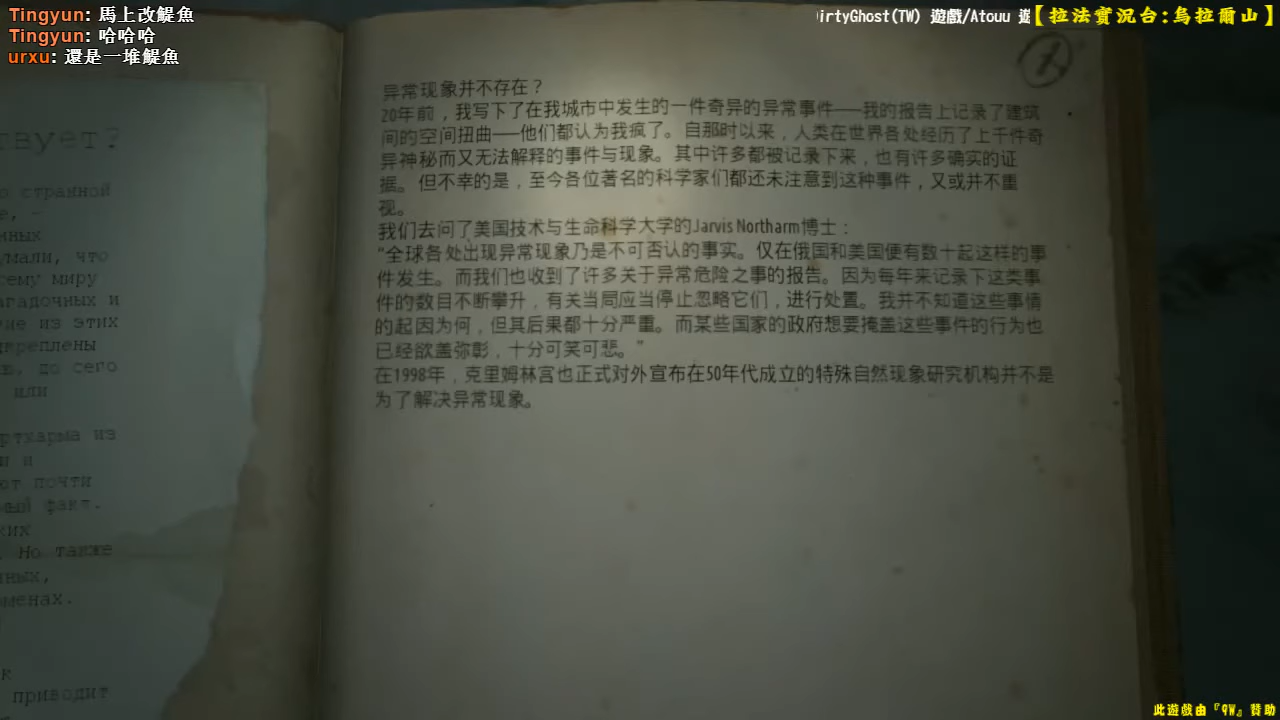 Tingyun: 馬上改鯷魚
Tingyun: 哈哈哈
urxu: 還是一堆鯷魚
irtyGhost(TW) 遊戲/Atouu 遊
【拉法實況台:烏拉爾山】
ствует?
о странной
е, —
нных
умали, что
сему миру
агадочных и
ие из этих
дкреплены
ю, до сего
или
рткарма из
и и
ют почти
ный факт.
ких
. Но также
нных,
менах.
к
приводит
异常现象并不存在？
20年前，我写下了在我城市中发生的一件奇异的异常事件——我的报告上记录了建筑
间的空间扭曲——他们都认为我疯了。自那时以来，人类在世界各处经历了上千件奇
异神秘而又无法解释的事件与现象。其中许多都被记录下来，也有许多确实的证
据。但不幸的是，至今各位著名的科学家们都还未注意到这种事件，又或并不重
视。
我们去问了美国技术与生命科学大学的Jarvis Northarm博士：
“全球各处出现异常现象乃是不可否认的事实。仅在俄国和美国便有数十起这样的事
件发生。而我们也收到了许多关于异常危险之事的报告。因为每年来记录下这类事
件的数目不断攀升，有关当局应当停止忽略它们，进行处置。我并不知道这些事情
的起因为何，但其后果都十分严重。而某些国家的政府想要掩盖这些事件的行为也
已经欲盖弥彰，十分可笑可悲。”
在1998年，克里姆林宫也正式对外宣布在50年代成立的特殊自然现象研究机构并不是
为了解决异常现象。
此遊戲由『9W』贊助